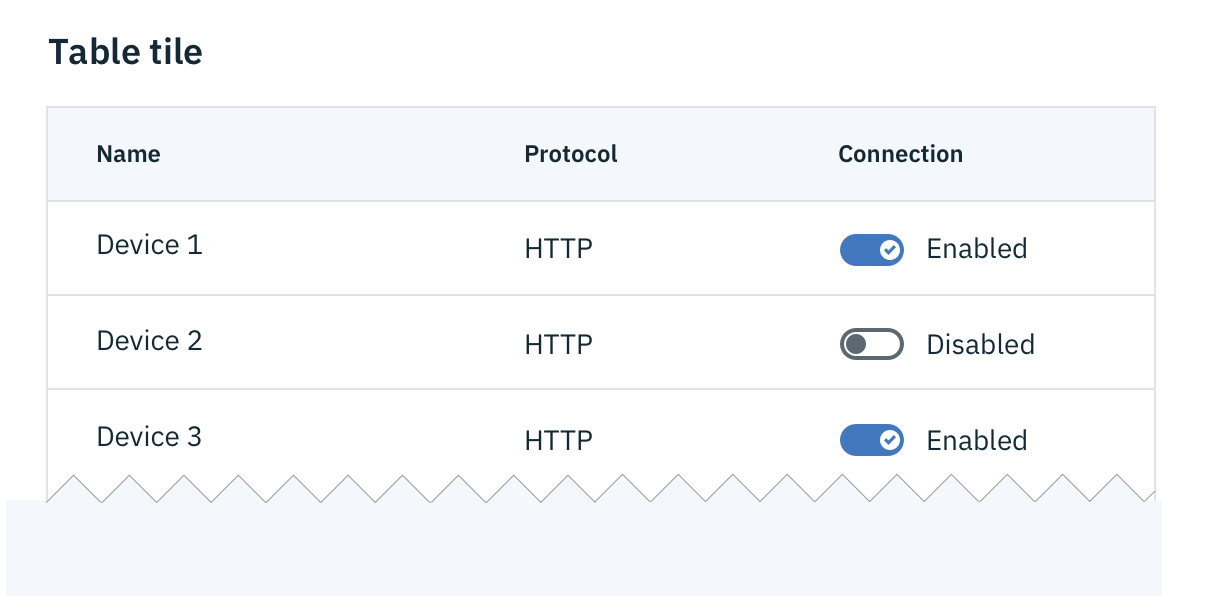 Table tile
Name Protocol Connection
Device 1 HTTP Enabled
Device 2 HTTP Disabled
Device 3 HTTP Enabled